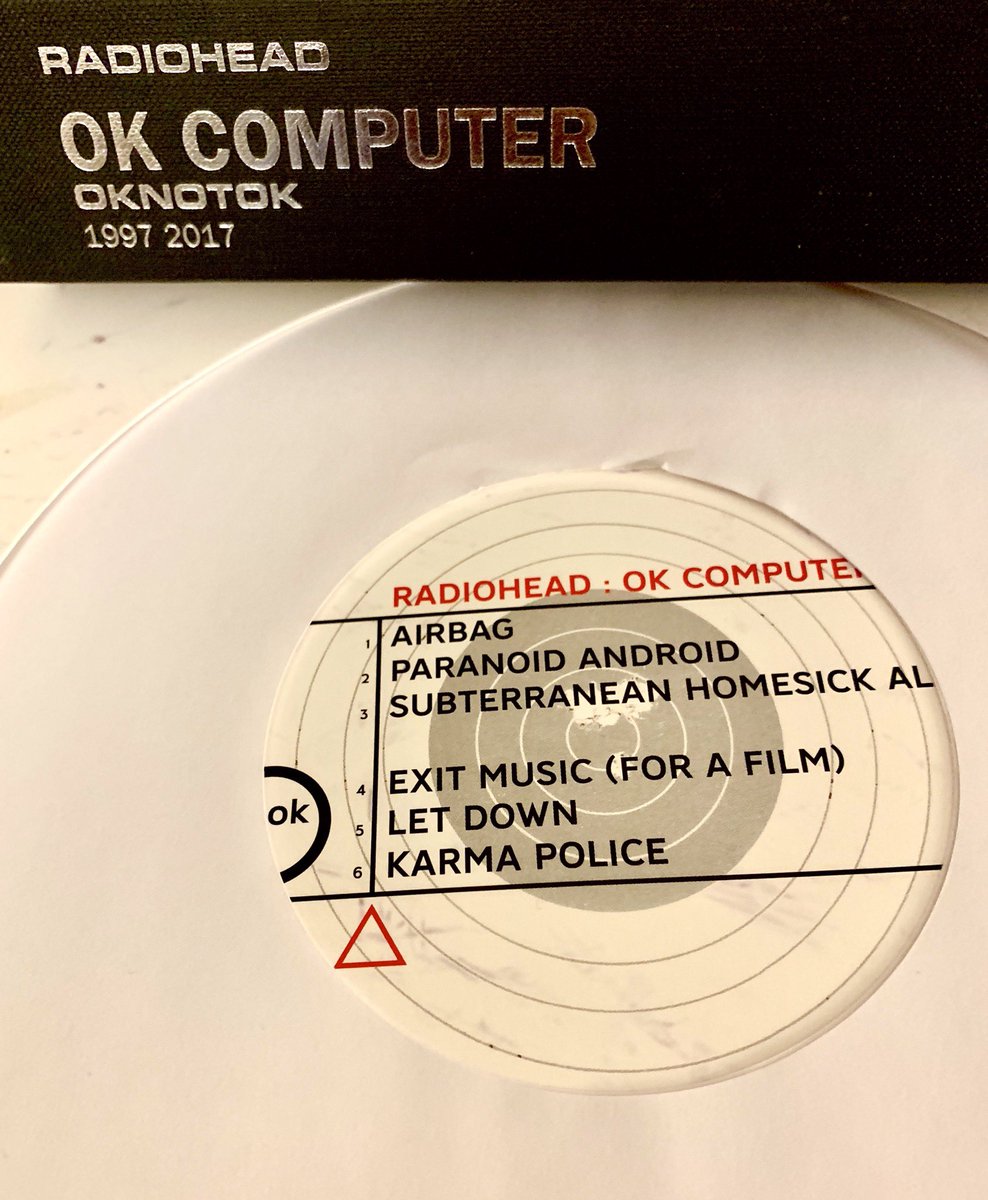 RADIOHEAD
OK COMPUTER
OKNOTOK
1997 2017
RADIOHEAD : OK COMPUTE
1 AIRBAG
2 PARANOID ANDROID
3 SUBTERRANEAN HOMESICK AL
4 EXIT MUSIC (FOR A FILM)
ok
5 LET DOWN
6 KARMA POLICE